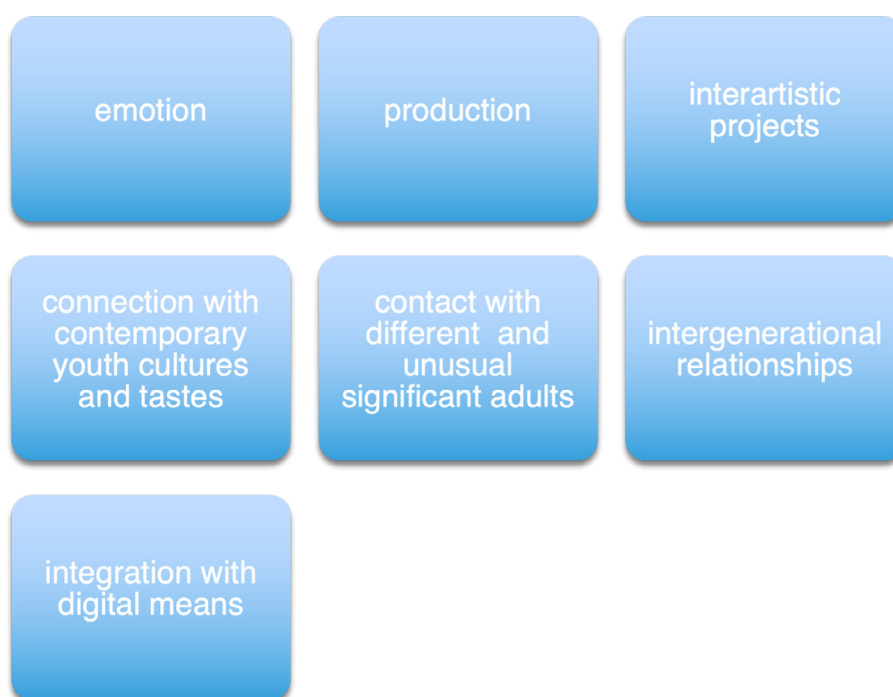 emotion
production
interartistic
projects
connection with
contemporary
youth cultures
and tastes
contact with
different and
unusual
significant adults
intergenerational
relationships
integration with
digital means